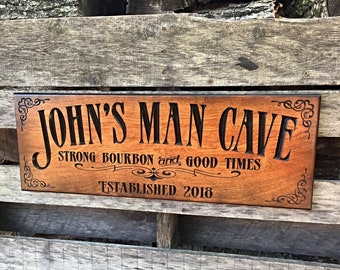 JOHN'S MAN CAVE
STRONG BOURBON and GOOD TIMES
ESTABLISHED 2018